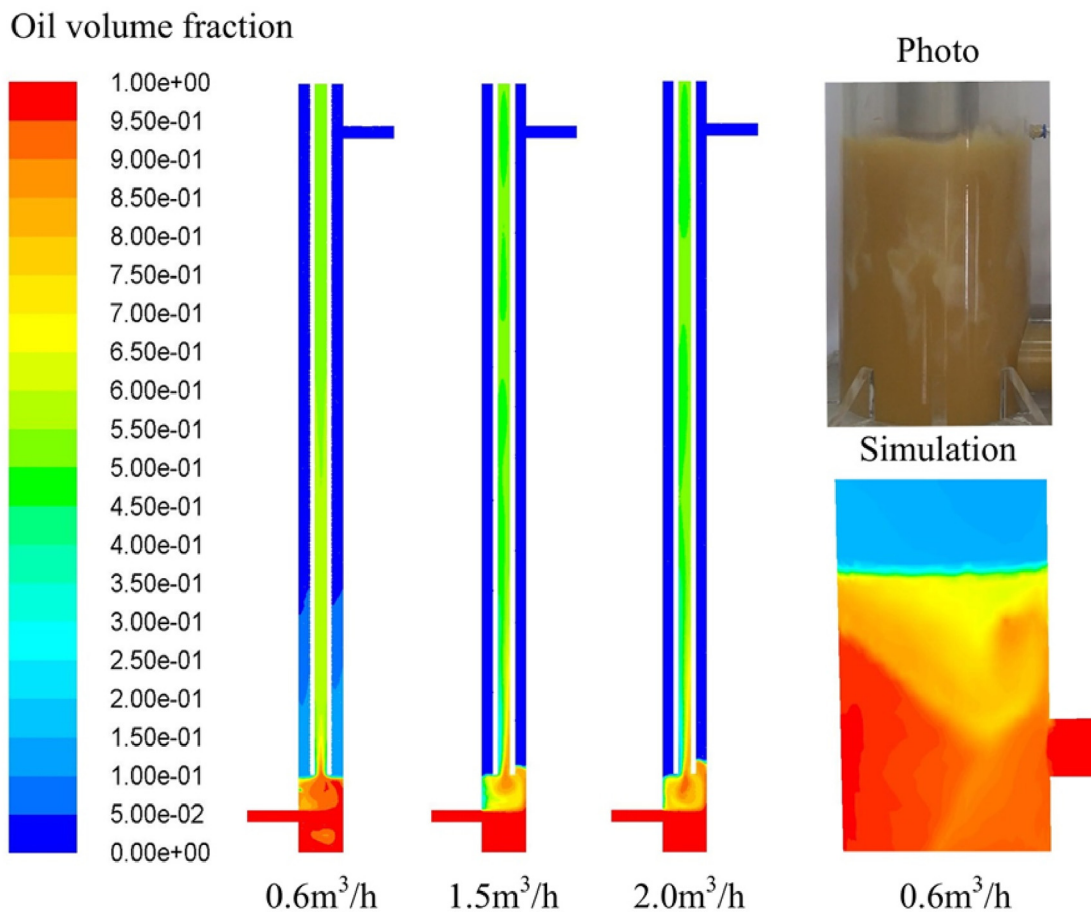 Oil volume fraction
1.00e+00
9.50e-01
9.00e-01
8.50e-01
8.00e-01
7.50e-01
7.00e-01
6.50e-01
6.00e-01
5.50e-01
5.00e-01
4.50e-01
4.00e-01
3.50e-01
3.00e-01
2.50e-01
2.00e-01
1.50e-01
1.00e-01
5.00e-02
0.00e+00
0.6m³/h
1.5m³/h
2.0m³/h
Photo
Simulation
0.6m³/h